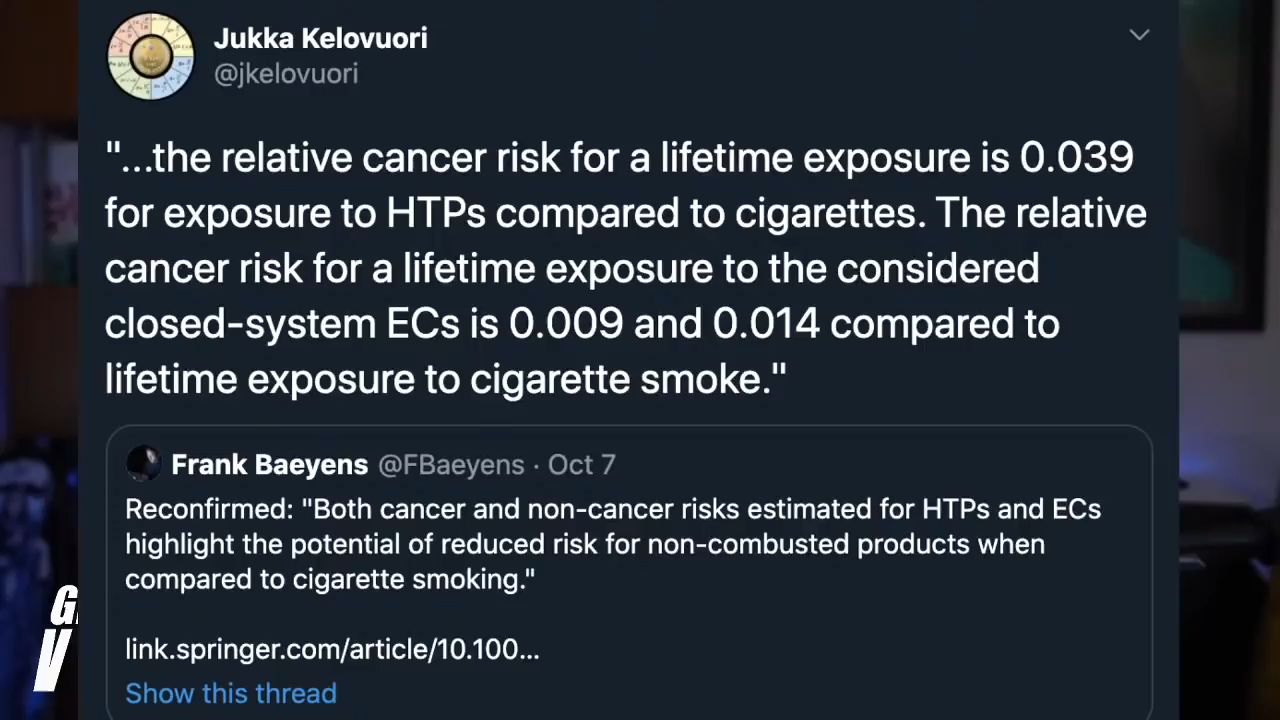 Jukka Kelovuori
@jkelovuori
"...the relative cancer risk for a lifetime exposure is 0.039
for exposure to HTPs compared to cigarettes. The relative
cancer risk for a lifetime exposure to the considered
closed-system ECs is 0.009 and 0.014 compared to
lifetime exposure to cigarette smoke."
Frank Baeyens @FBaeyens · Oct 7
Reconfirmed: "Both cancer and non-cancer risks estimated for HTPs and ECs
highlight the potential of reduced risk for non-combusted products when
compared to cigarette smoking."
link.springer.com/article/10.100...
Show this thread
G
V